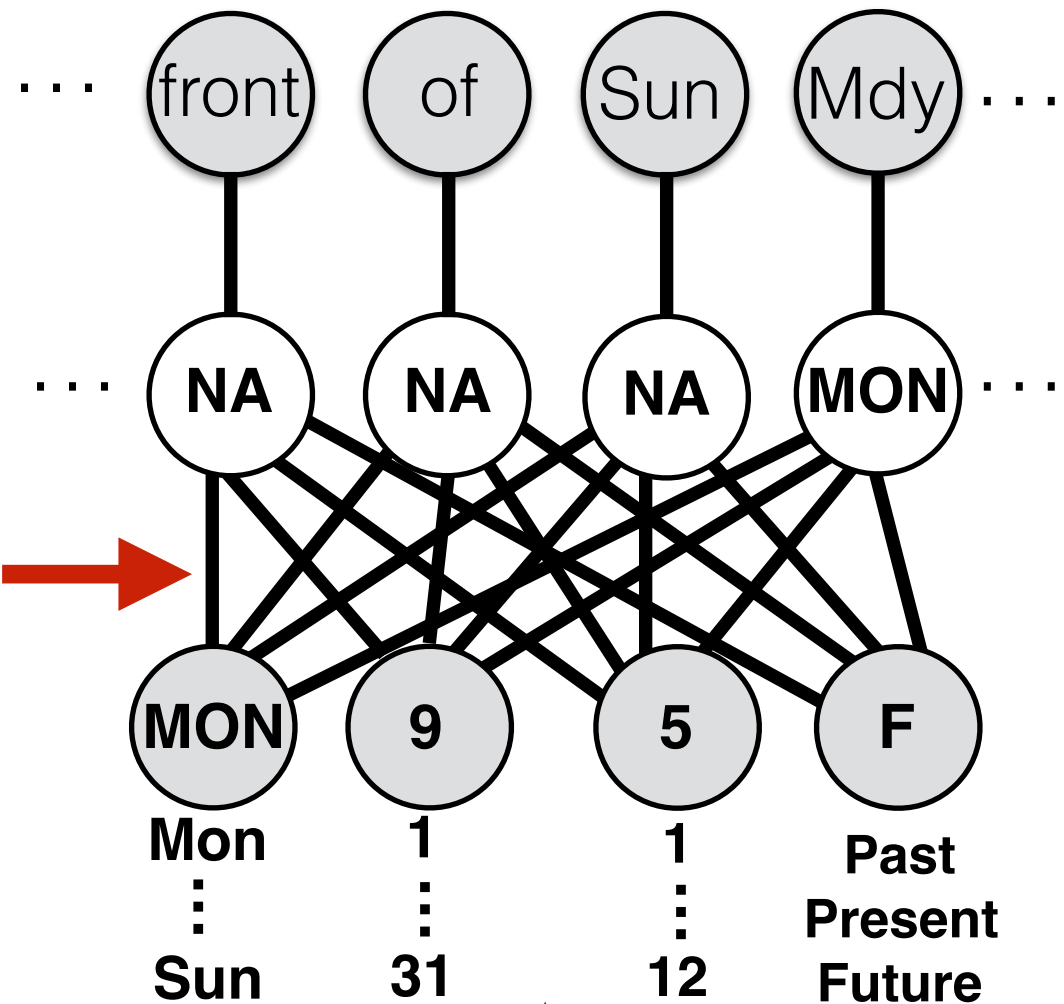 ... front of Sun Mdy ...
... NA NA NA MON ...
MON 9 5 F
Mon 1 1 Past
⋮ ⋮ ⋮ Present
Sun 31 12 Future